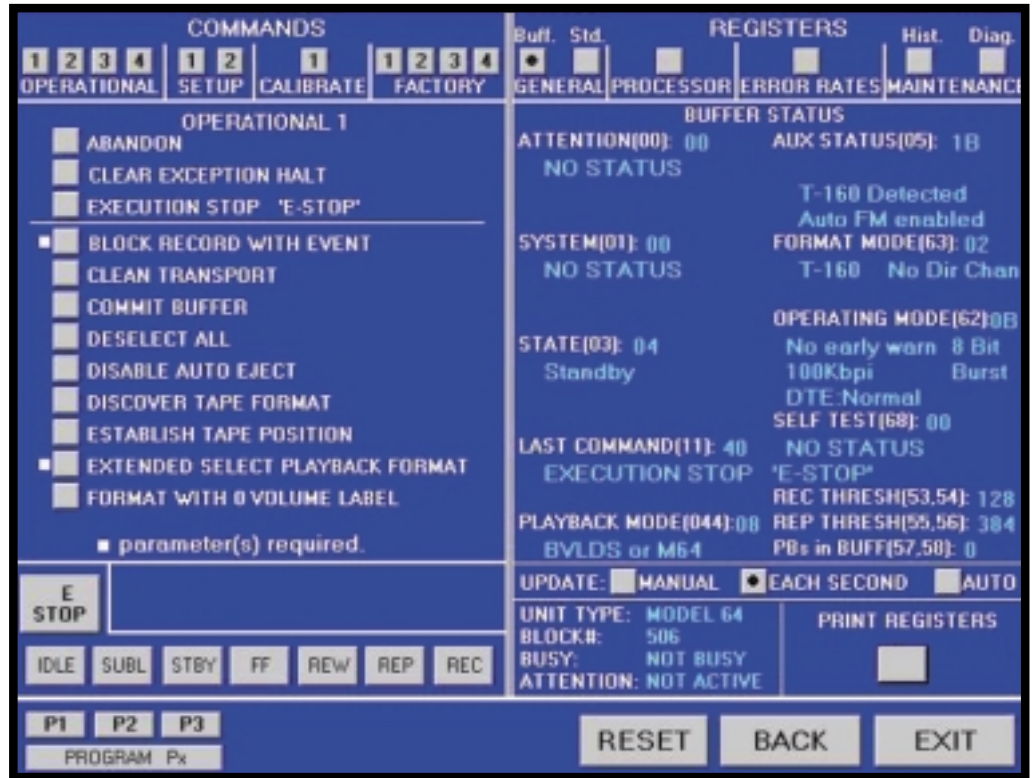 COMMANDS
1 2 3 4 1 2 1 1 2 3 4
OPERATIONAL SETUP CALIBRATE FACTORY
OPERATIONAL 1
ABANDON
CLEAR EXCEPTION HALT
EXECUTION STOP 'E-STOP'
BLOCK RECORD WITH EVENT
CLEAN TRANSPORT
COMMIT BUFFER
DESELECT ALL
DISABLE AUTO EJECT
DISCOVER TAPE FORMAT
ESTABLISH TAPE POSITION
EXTENDED SELECT PLAYBACK FORMAT
FORMAT WITH 0 VOLUME LABEL
parameter(s) required.
E
STOP
IDLE SUBL STBY FF REW REP REC
P1 P2 P3
PROGRAM Px
REGISTERS
Buff. Std. Hist. Diag.
GENERAL PROCESSOR ERROR RATES MAINTENANCE
BUFFER STATUS
ATTENTION(00): 00
NO STATUS
SYSTEM(01): 00
NO STATUS
STATE(03): 04
Standby
LAST COMMAND(11): 40
EXECUTION STOP 'E-STOP'
PLAYBACK MODE(044):08
BVLDS or M64
AUX STATUS(05): 1B
T-160 Detected
Auto FM enabled
FORMAT MODE(63): 02
T-160 No Dir Chan
OPERATING MODE(62):0B
No early warn 8 Bit
100Kbpi Burst
DTE:Normal
SELF TEST(68): 00
NO STATUS
REC THRESH(53,54): 128
REP THRESH(55,56): 384
PBs in BUFF(57,58): 0
UPDATE: MANUAL EACH SECOND AUTO
UNIT TYPE: MODEL 64
BLOCK#: 506
BUSY: NOT BUSY
ATTENTION: NOT ACTIVE
PRINT REGISTERS
RESET BACK EXIT